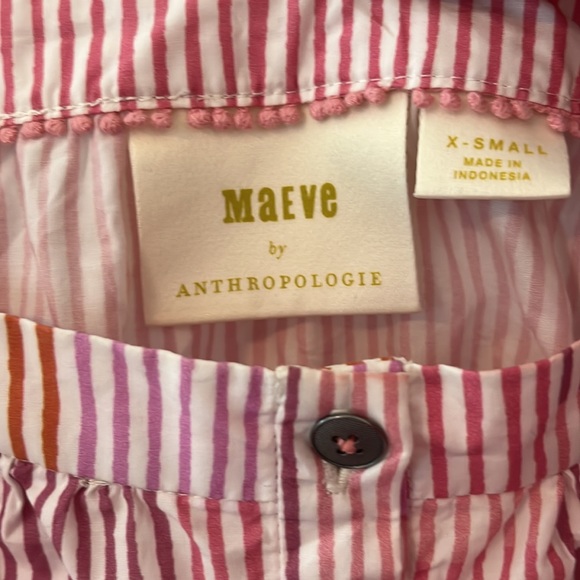 MaEve
by
ANTHROPOLOGIE
X-SMALL
MADE IN
INDONESIA